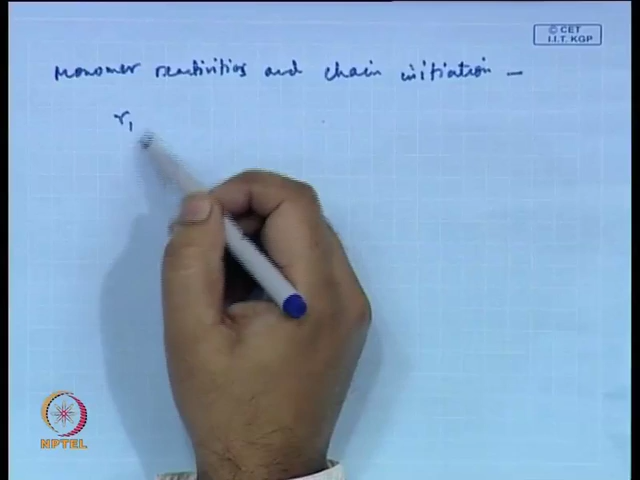 © CET
I.I.T. KGP
Monomer reactivities and chain initiation –
r₁
NPTEL